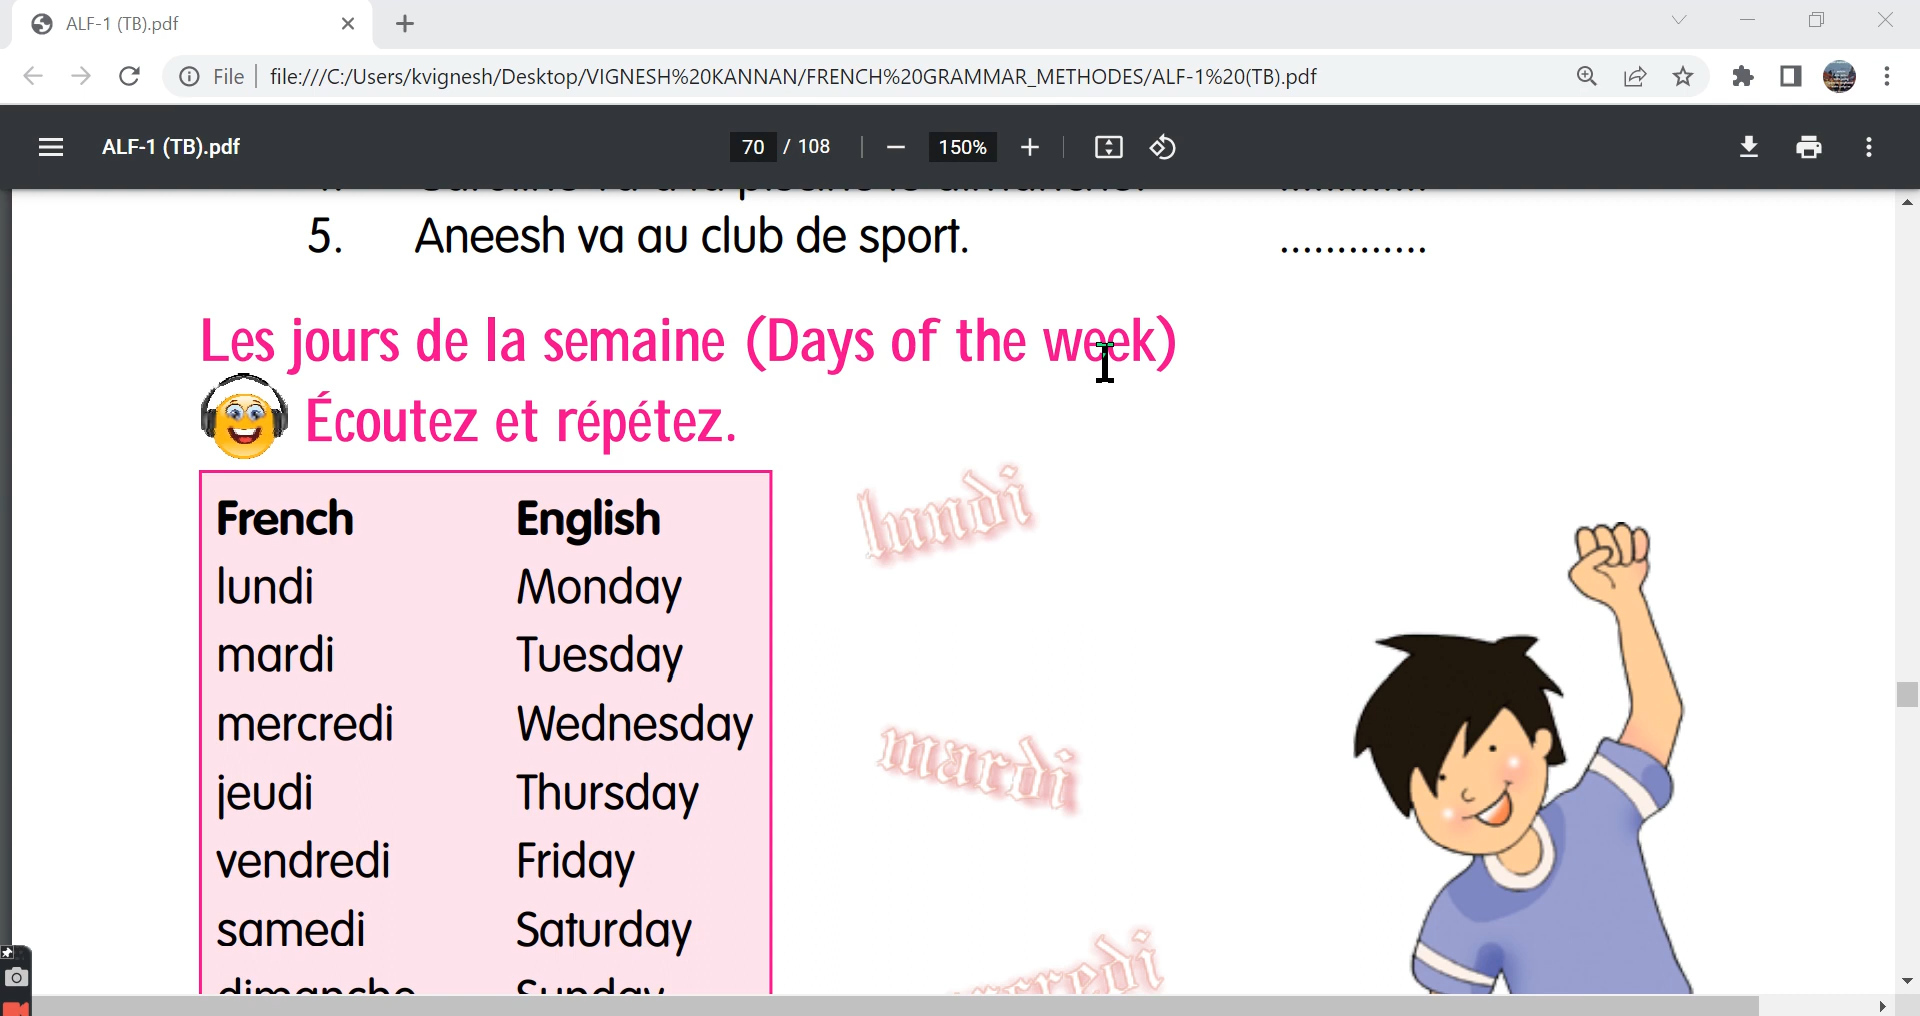 ALF-1 (TB).pdf
File file:///C:/Users/kvignesh/Desktop/VIGNESH%20KANNAN/FRENCH%20GRAMMAR_METHODES/ALF-1%20(TB).pdf
ALF-1 (TB).pdf 70 / 108 150%
5. Aneesh va au club de sport. .............
Les jours de la semaine (Days of the week)
Écoutez et répétez.
French English
lundi Monday
mardi Tuesday
mercredi Wednesday
jeudi Thursday
vendredi Friday
samedi Saturday
dimanche Sunday
lundi
mardi